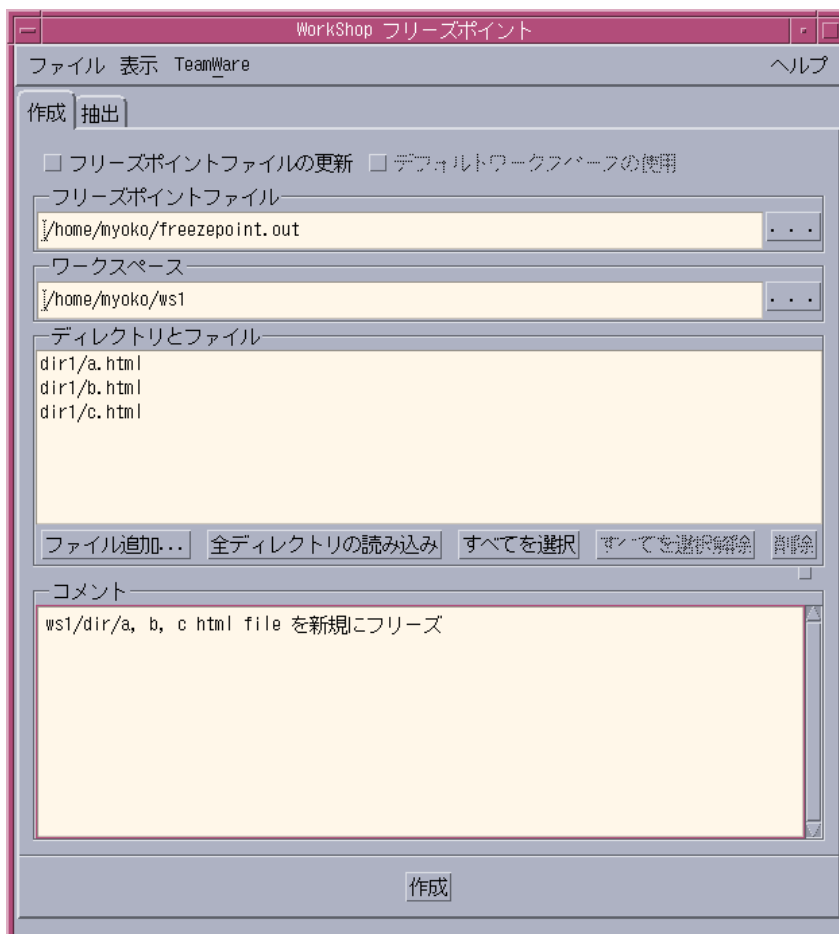 WorkShop フリーズポイント
ファイル 表示 TeamWare ヘルプ
作成 抽出
フリーズポイントファイルの更新 デフォルトワークスペースの使用
フリーズポイントファイル
/home/myoko/freezepoint.out ...
ワークスペース
/home/myoko/ws1 ...
ディレクトリとファイル
dir1/a.html
dir1/b.html
dir1/c.html
ファイル追加... 全ディレクトリの読み込み すべてを選択 すべてを選択解除 削除
コメント
ws1/dir/a, b, c html file を新規にフリーズ
作成